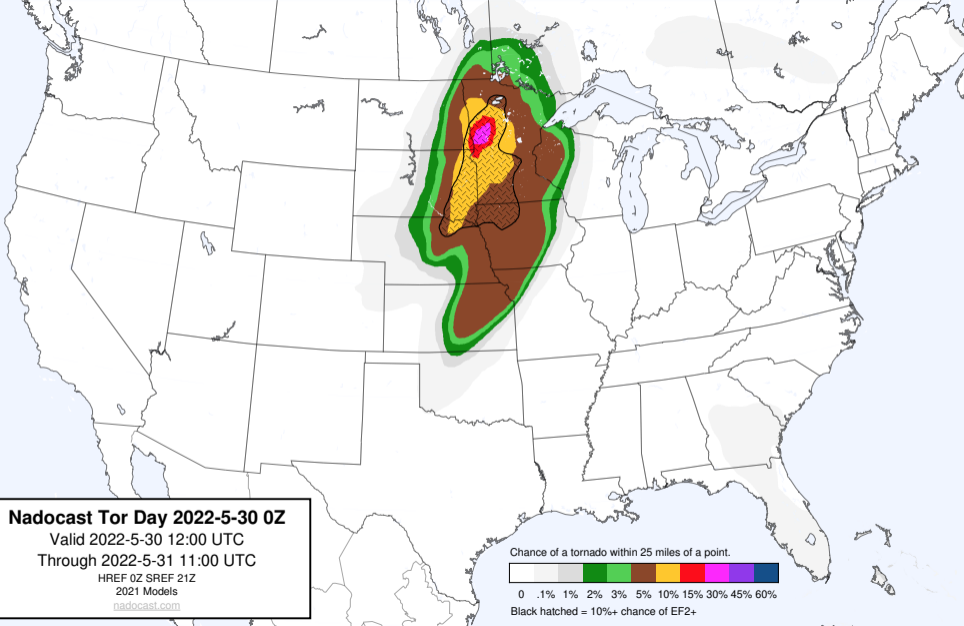 Nadocast Tor Day 2022-5-30 0Z
Valid 2022-5-30 12:00 UTC
Through 2022-5-31 11:00 UTC
HREF 0Z SREF 21Z
2021 Models
nadocast.com
Chance of a tornado within 25 miles of a point.
0 .1% 1% 2% 3% 5% 10% 15% 30% 45% 60%
Black hatched = 10%+ chance of EF2+